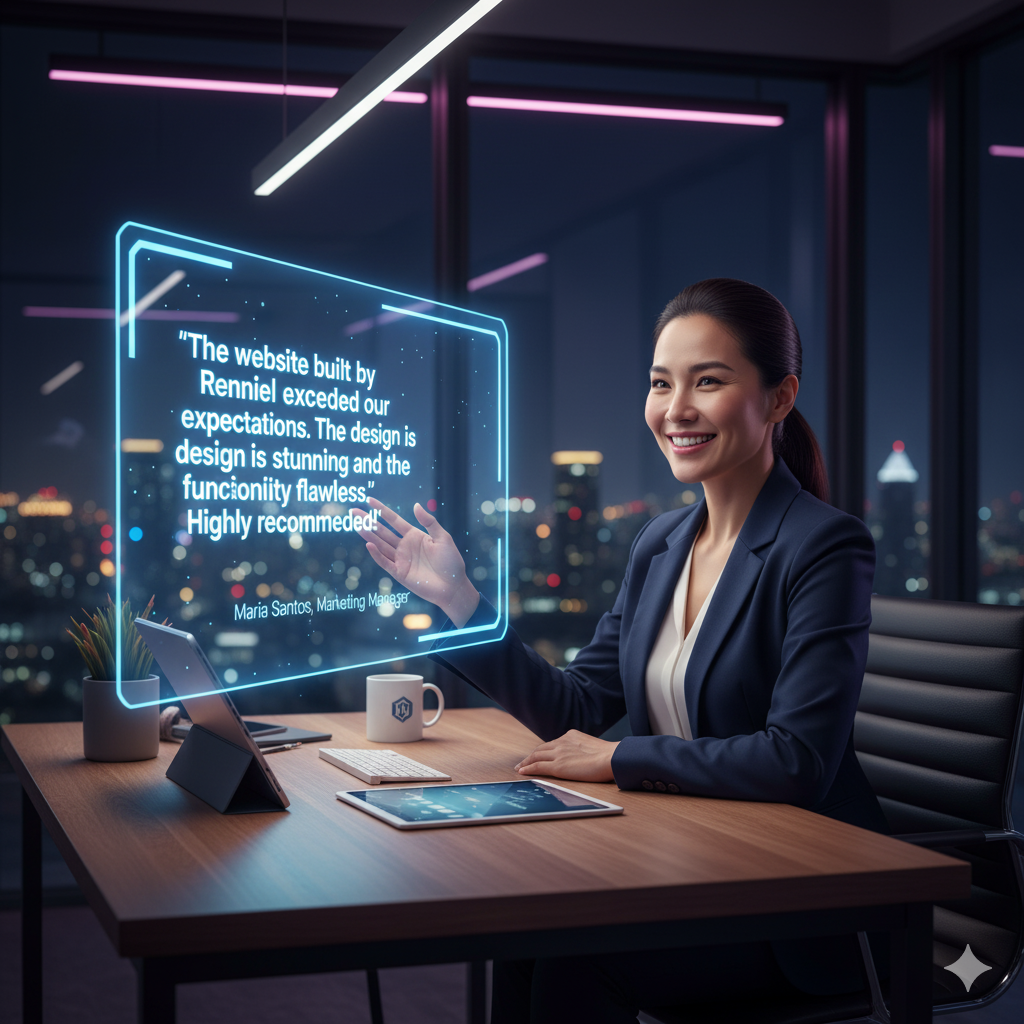 "The website built by
Renniel exceded our
expectations. The design is
design is stunning and the
funcioniity flawless."
Highly recommeded!"
Maria Santos, Marketing Manager